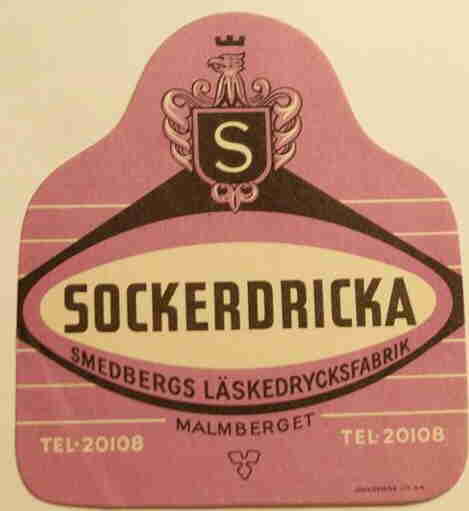 S
SOCKERDRICKA
SMEDBERGS LÄSKEDRYCKSFABRIK
MALMBERGET
TEL·20108
TEL·20108